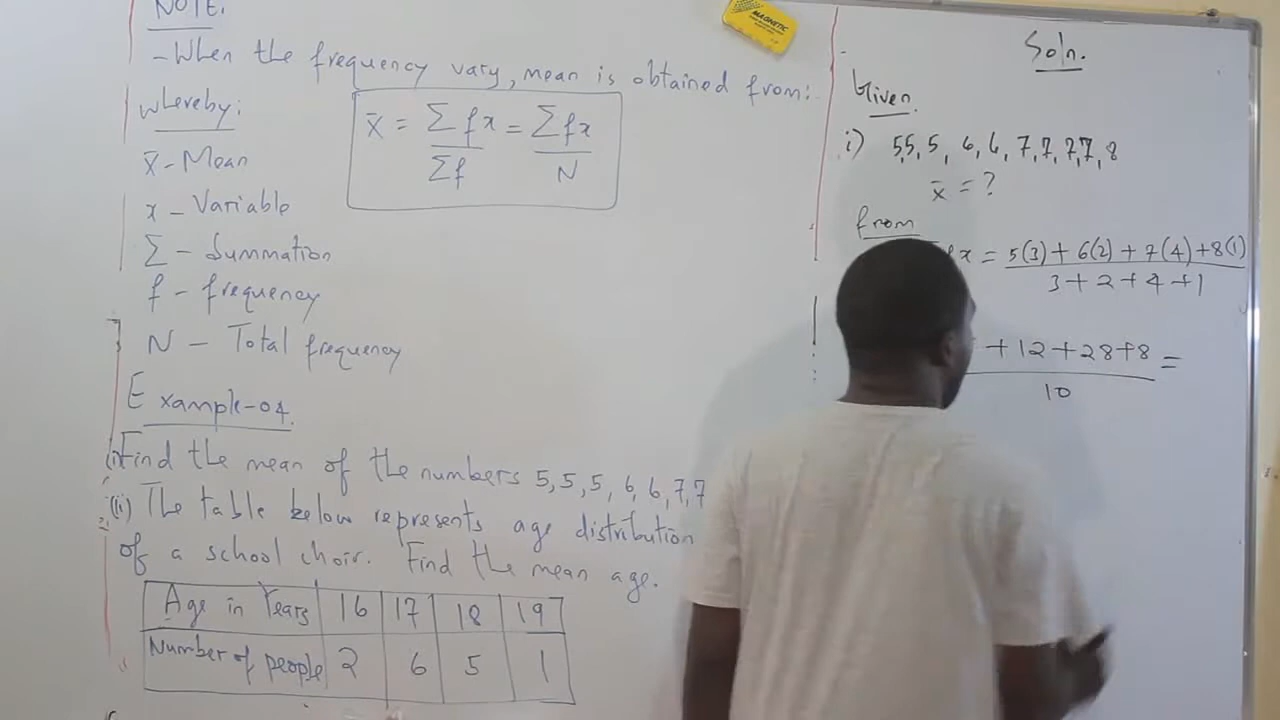 NOTE.
- When the frequency vary, mean is obtained from:
whereby:
x̄ = Σfx = Σfx
Σf N
x̄ - Mean
x - Variable
Σ - Summation
f - frequency
N - Total frequency
Example-04.
(i) Find the mean of the numbers 5, 5, 5, 6, 6, 7, 7
(ii) The table below represents age distribution
of a school choir. Find the mean age.
Age in Years 16 17 18 19
Number of people 2 6 5 1
MAGNETIC
Soln.
Given.
i) 5,5,5, 6,6,7,7,7,7,8
x̄ = ?
from
x = 5(3) + 6(2) + 7(4) + 8(1)
3 + 2 + 4 + 1
+ 12 + 28 + 8 =
10